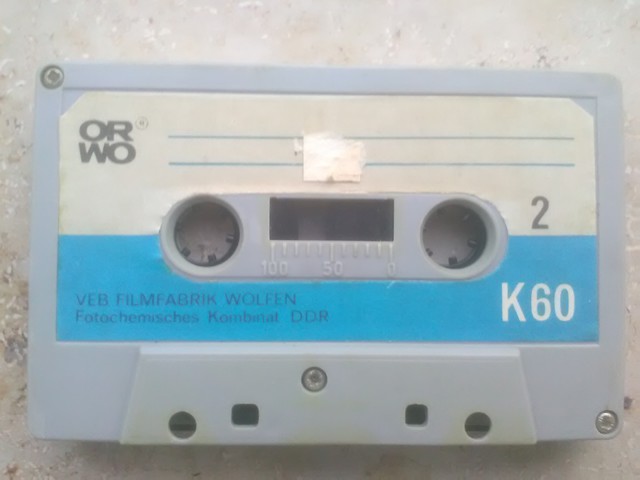 ORWO®
2
100 50 0
VEB FILMFABRIK WOLFEN
Fotochemisches Kombinat DDR
K60